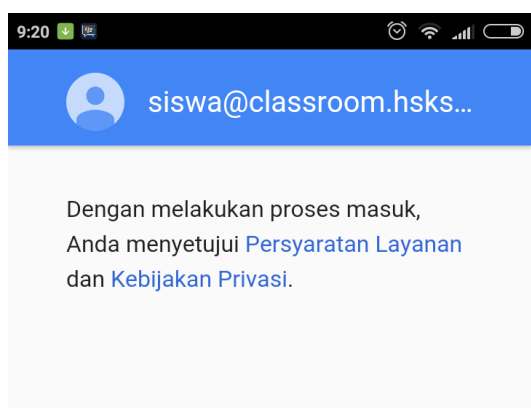 9:20
siswa@classroom.hsks...
Dengan melakukan proses masuk,
Anda menyetujui Persyaratan Layanan
dan Kebijakan Privasi.